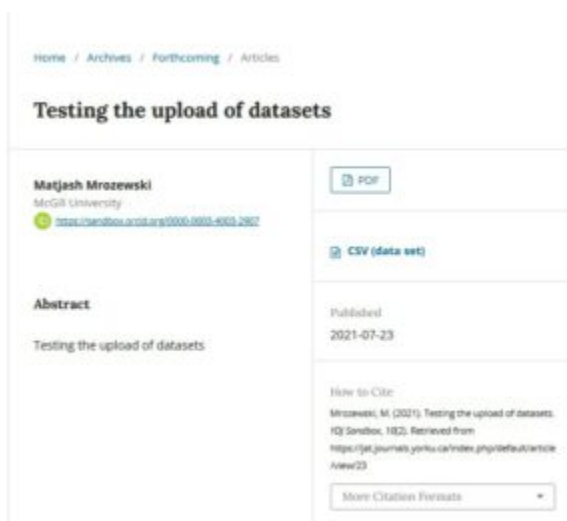 Home / Archives / Forthcoming / Articles
Testing the upload of datasets
Matjash Mrozewski
McGill University
https://sandbox.orcid.org/0000-0003-4003-2907
Abstract
Testing the upload of datasets
PDF
CSV (data set)
Published
2021-07-23
How to Cite
Mrozewski, M. (2021). Testing the upload of datasets.
Sandbox, 10(2). Retrieved from
https://jat.journals.yorku.ca/index.php/default/article
/view/23
More Citation Formats